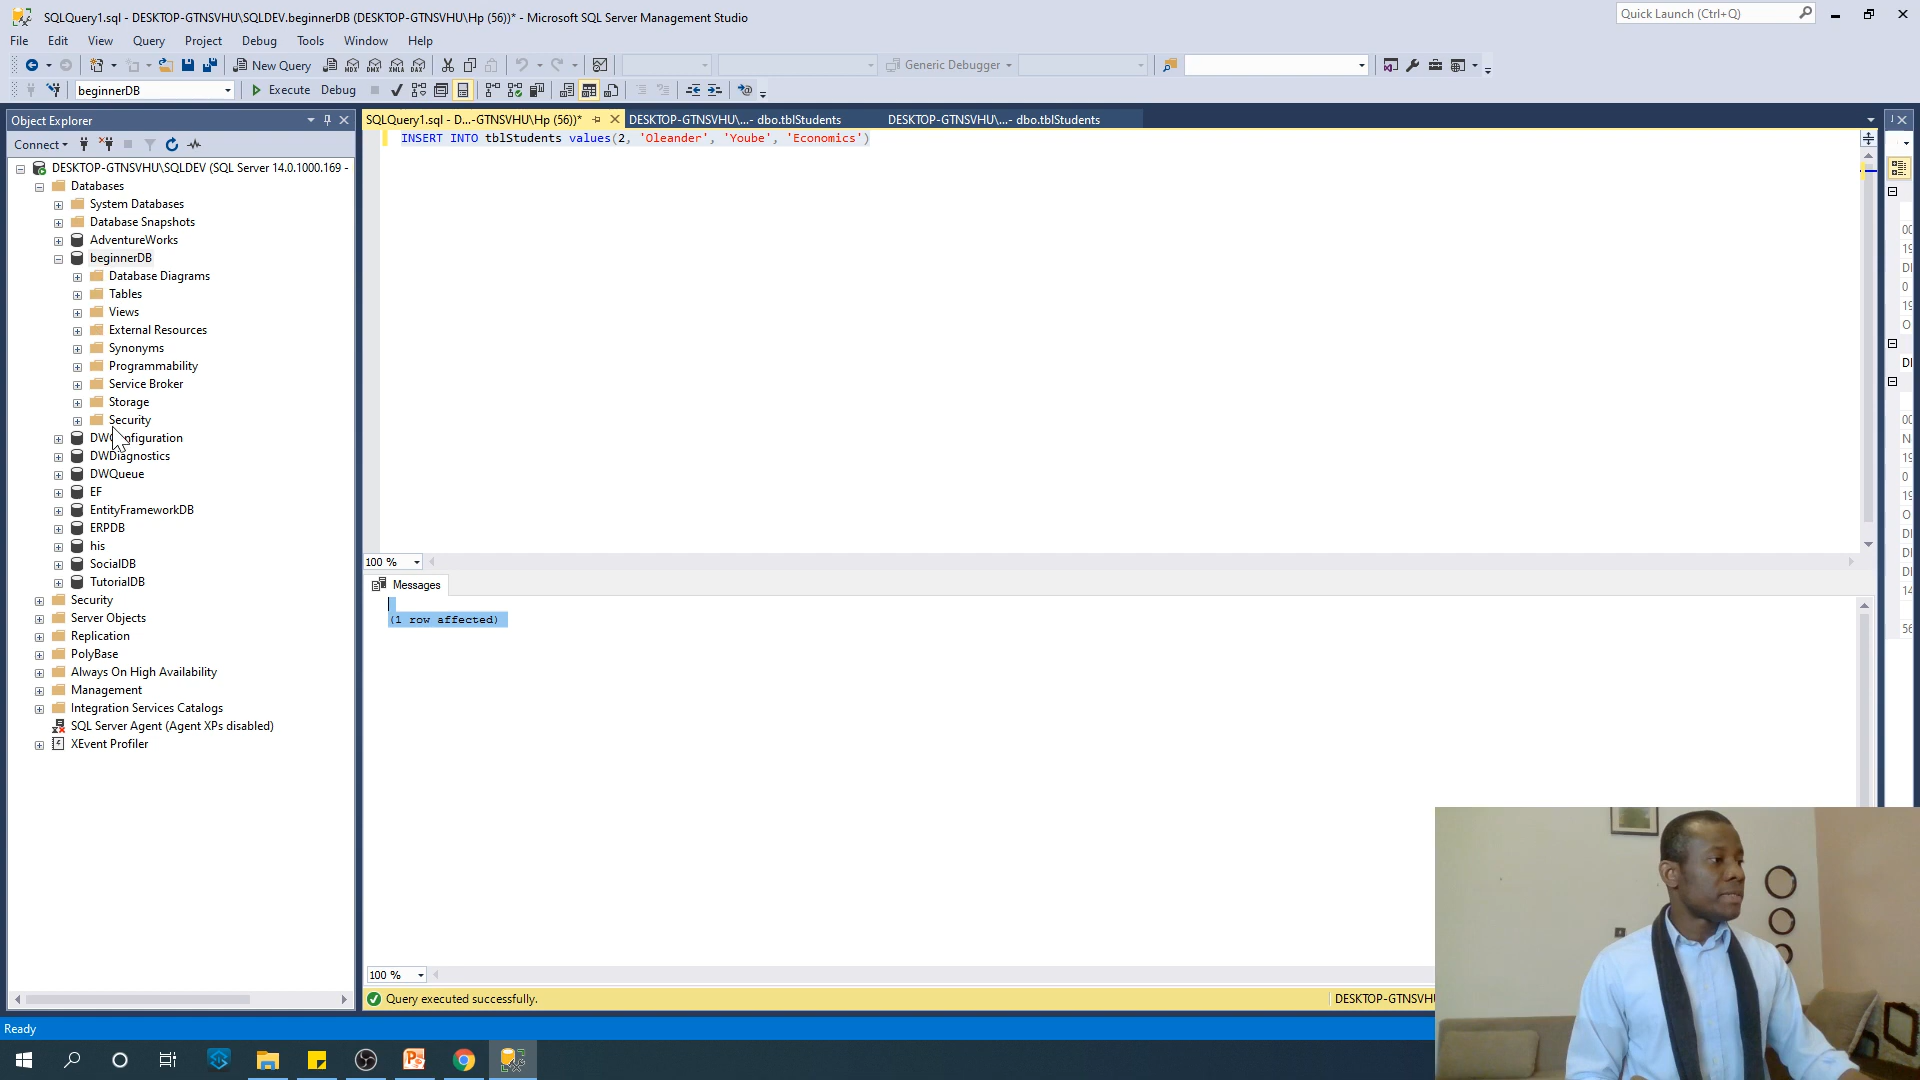 SQLQuery1.sql - DESKTOP-GTNSVHU\SQLDEV.beginnerDB (DESKTOP-GTNSVHU\Hp (56))* - Microsoft SQL Server Management Studio
Quick Launch (Ctrl+Q)
File Edit View Query Project Debug Tools Window Help
New Query
MDX DMX XMLA DAX
Generic Debugger
beginnerDB
Execute Debug
Object Explorer
SQLQuery1.sql - D...-GTNSVHU\Hp (56))*
DESKTOP-GTNSVHU\...- dbo.tblStudents
DESKTOP-GTNSVHU\...- dbo.tblStudents
Connect
DESKTOP-GTNSVHU\SQLDEV (SQL Server 14.0.1000.169 -
Databases
System Databases
Database Snapshots
AdventureWorks
beginnerDB
Database Diagrams
Tables
Views
External Resources
Synonyms
Programmability
Service Broker
Storage
Security
DWConfiguration
DWDiagnostics
DWQueue
EF
EntityFrameworkDB
ERPDB
his
SocialDB
TutorialDB
Security
Server Objects
Replication
PolyBase
Always On High Availability
Management
Integration Services Catalogs
SQL Server Agent (Agent XPs disabled)
XEvent Profiler
INSERT INTO tblStudents values(2, 'Oleander', 'Yoube', 'Economics')
100 %
Messages
(1 row affected)
100 %
Query executed successfully.
DESKTOP-GTNSVHU
Ready